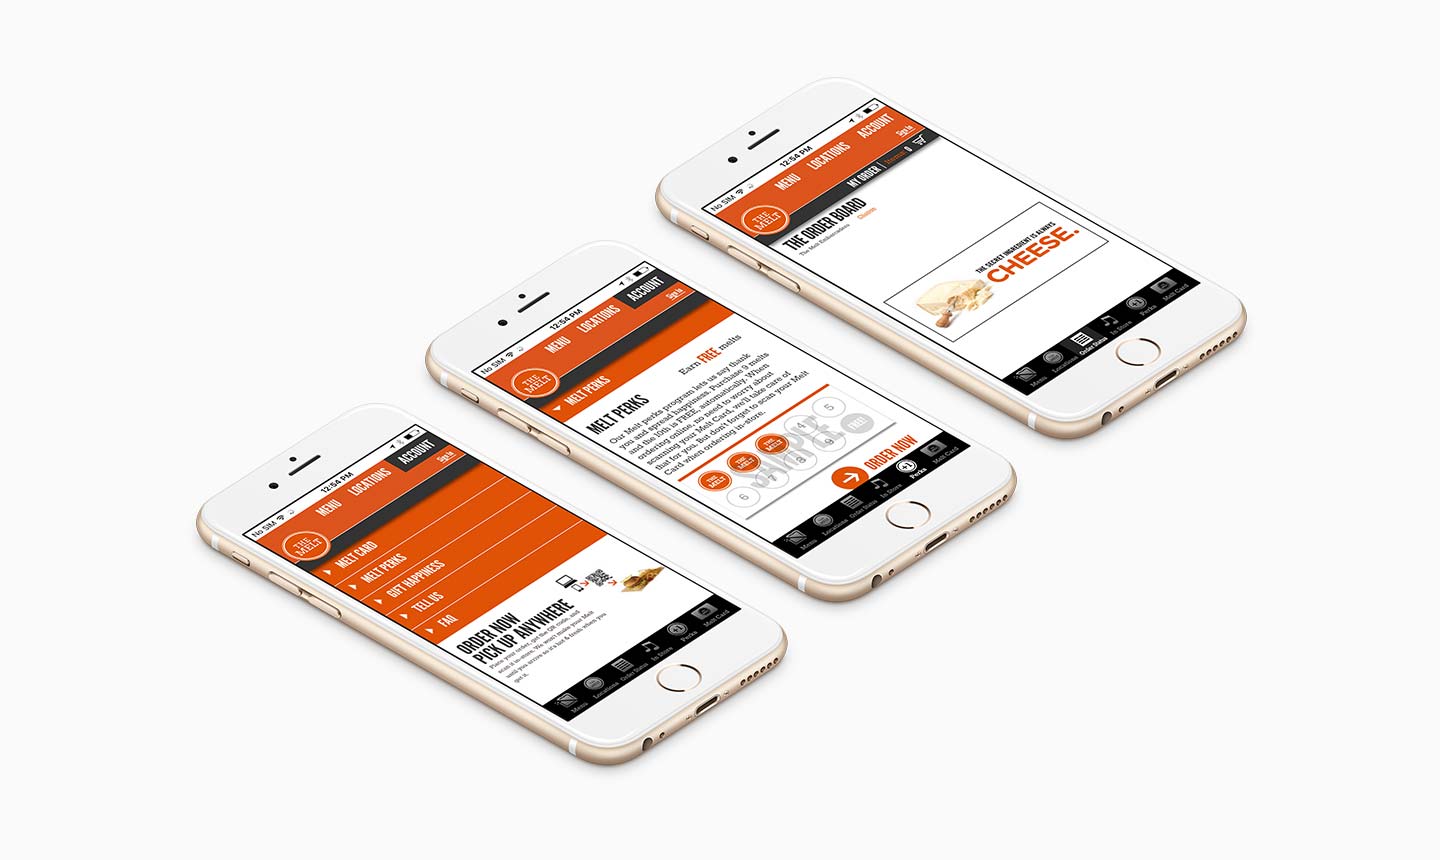 No SIM
12:54 PM
MENU
LOCATIONS
ACCOUNT
Sign In
THE
MELT
MELT CARD
MELT PERKS
GIFT HAPPINESS
TELL US
FAQ
ORDER NOW
PICK UP ANYWHERE
Place your order, get the QR code, and
scan it in-store. We won't make your Melt
until you arrive so it's hot & fresh when you
get it.
Menu
Locations
Order Status
In Store
Perks
Melt Card
No SIM
12:54 PM
MENU
LOCATIONS
ACCOUNT
Sign In
THE
MELT
MELT PERKS
MELT PERKS
Earn FREE melts
Our Melt perks program lets us say thank
you and spread happiness. Purchase 9 melts
and the 10th is FREE, automatically. When
ordering online, no need to worry about
scanning your Melt Card, we'll take care of
that for you. But don't forget to scan your Melt
Card when ordering in-store.
THE MELT
THE MELT
THE MELT
4
5
6
8
9
FREE!
SAMPLE
ORDER NOW
Menu
Locations
Order Status
In Store
+1
Perks
Melt Card
No SIM
12:54 PM
MENU
LOCATIONS
ACCOUNT
Sign In
MY ORDER | Items: 0
THE
MELT
THE ORDER BOARD
The Melt Embarcadero
THE SECRET INGREDIENT IS ALWAYS
CHEESE.
Menu
Locations
Order Status
In Store
+1
Perks
Melt Card